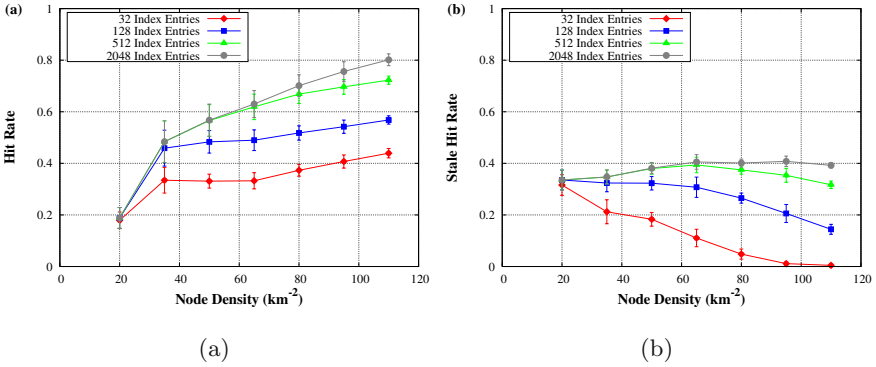 (a)
32 Index Entries
128 Index Entries
512 Index Entries
2048 Index Entries
1
0.8
0.6
0.4
0.2
0
0 20 40 60 80 100 120
Hit Rate
Node Density (km⁻²)
(a)
(b)
32 Index Entries
128 Index Entries
512 Index Entries
2048 Index Entries
1
0.8
0.6
0.4
0.2
0
0 20 40 60 80 100 120
Stale Hit Rate
Node Density (km⁻²)
(b)